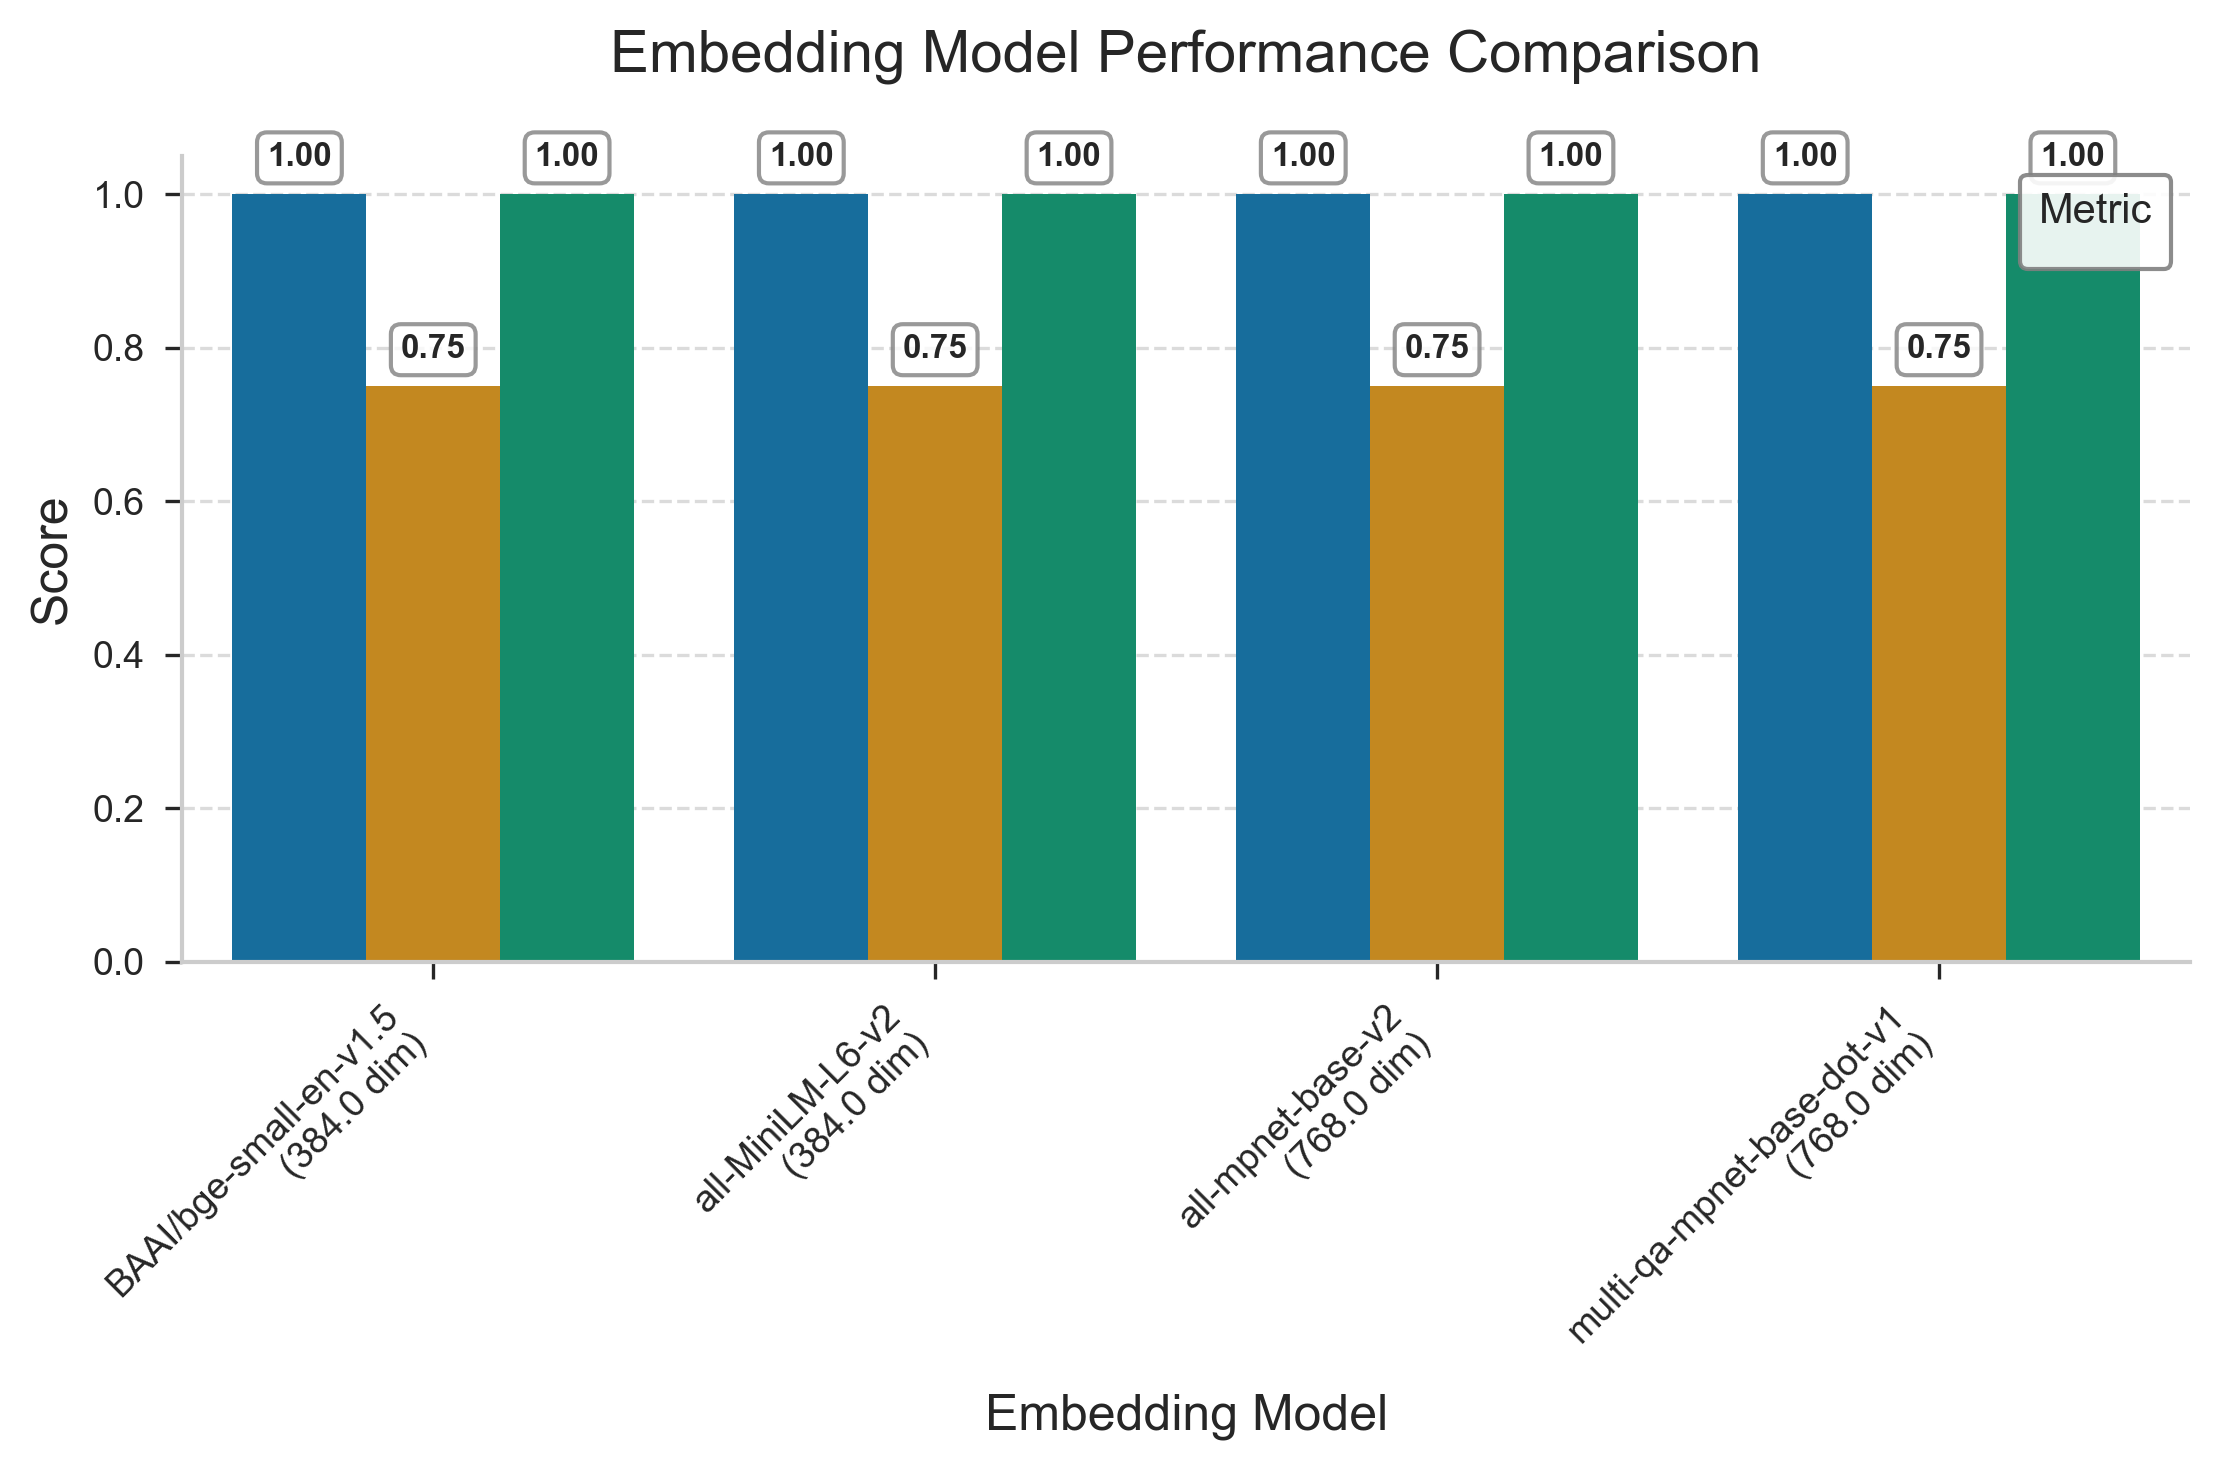 Embedding Model Performance Comparison
1.00 1.00 1.00 1.00 1.00 1.00 1.00 1.00
Metric
0.75 0.75 0.75 0.75
1.0
0.8
0.6
0.4
0.2
0.0
Score
BAAI/bge-small-en-v1.5
(384.0 dim)
all-MiniLM-L6-v2
(384.0 dim)
all-mpnet-base-v2
(768.0 dim)
multi-qa-mpnet-base-dot-v1
(768.0 dim)
Embedding Model